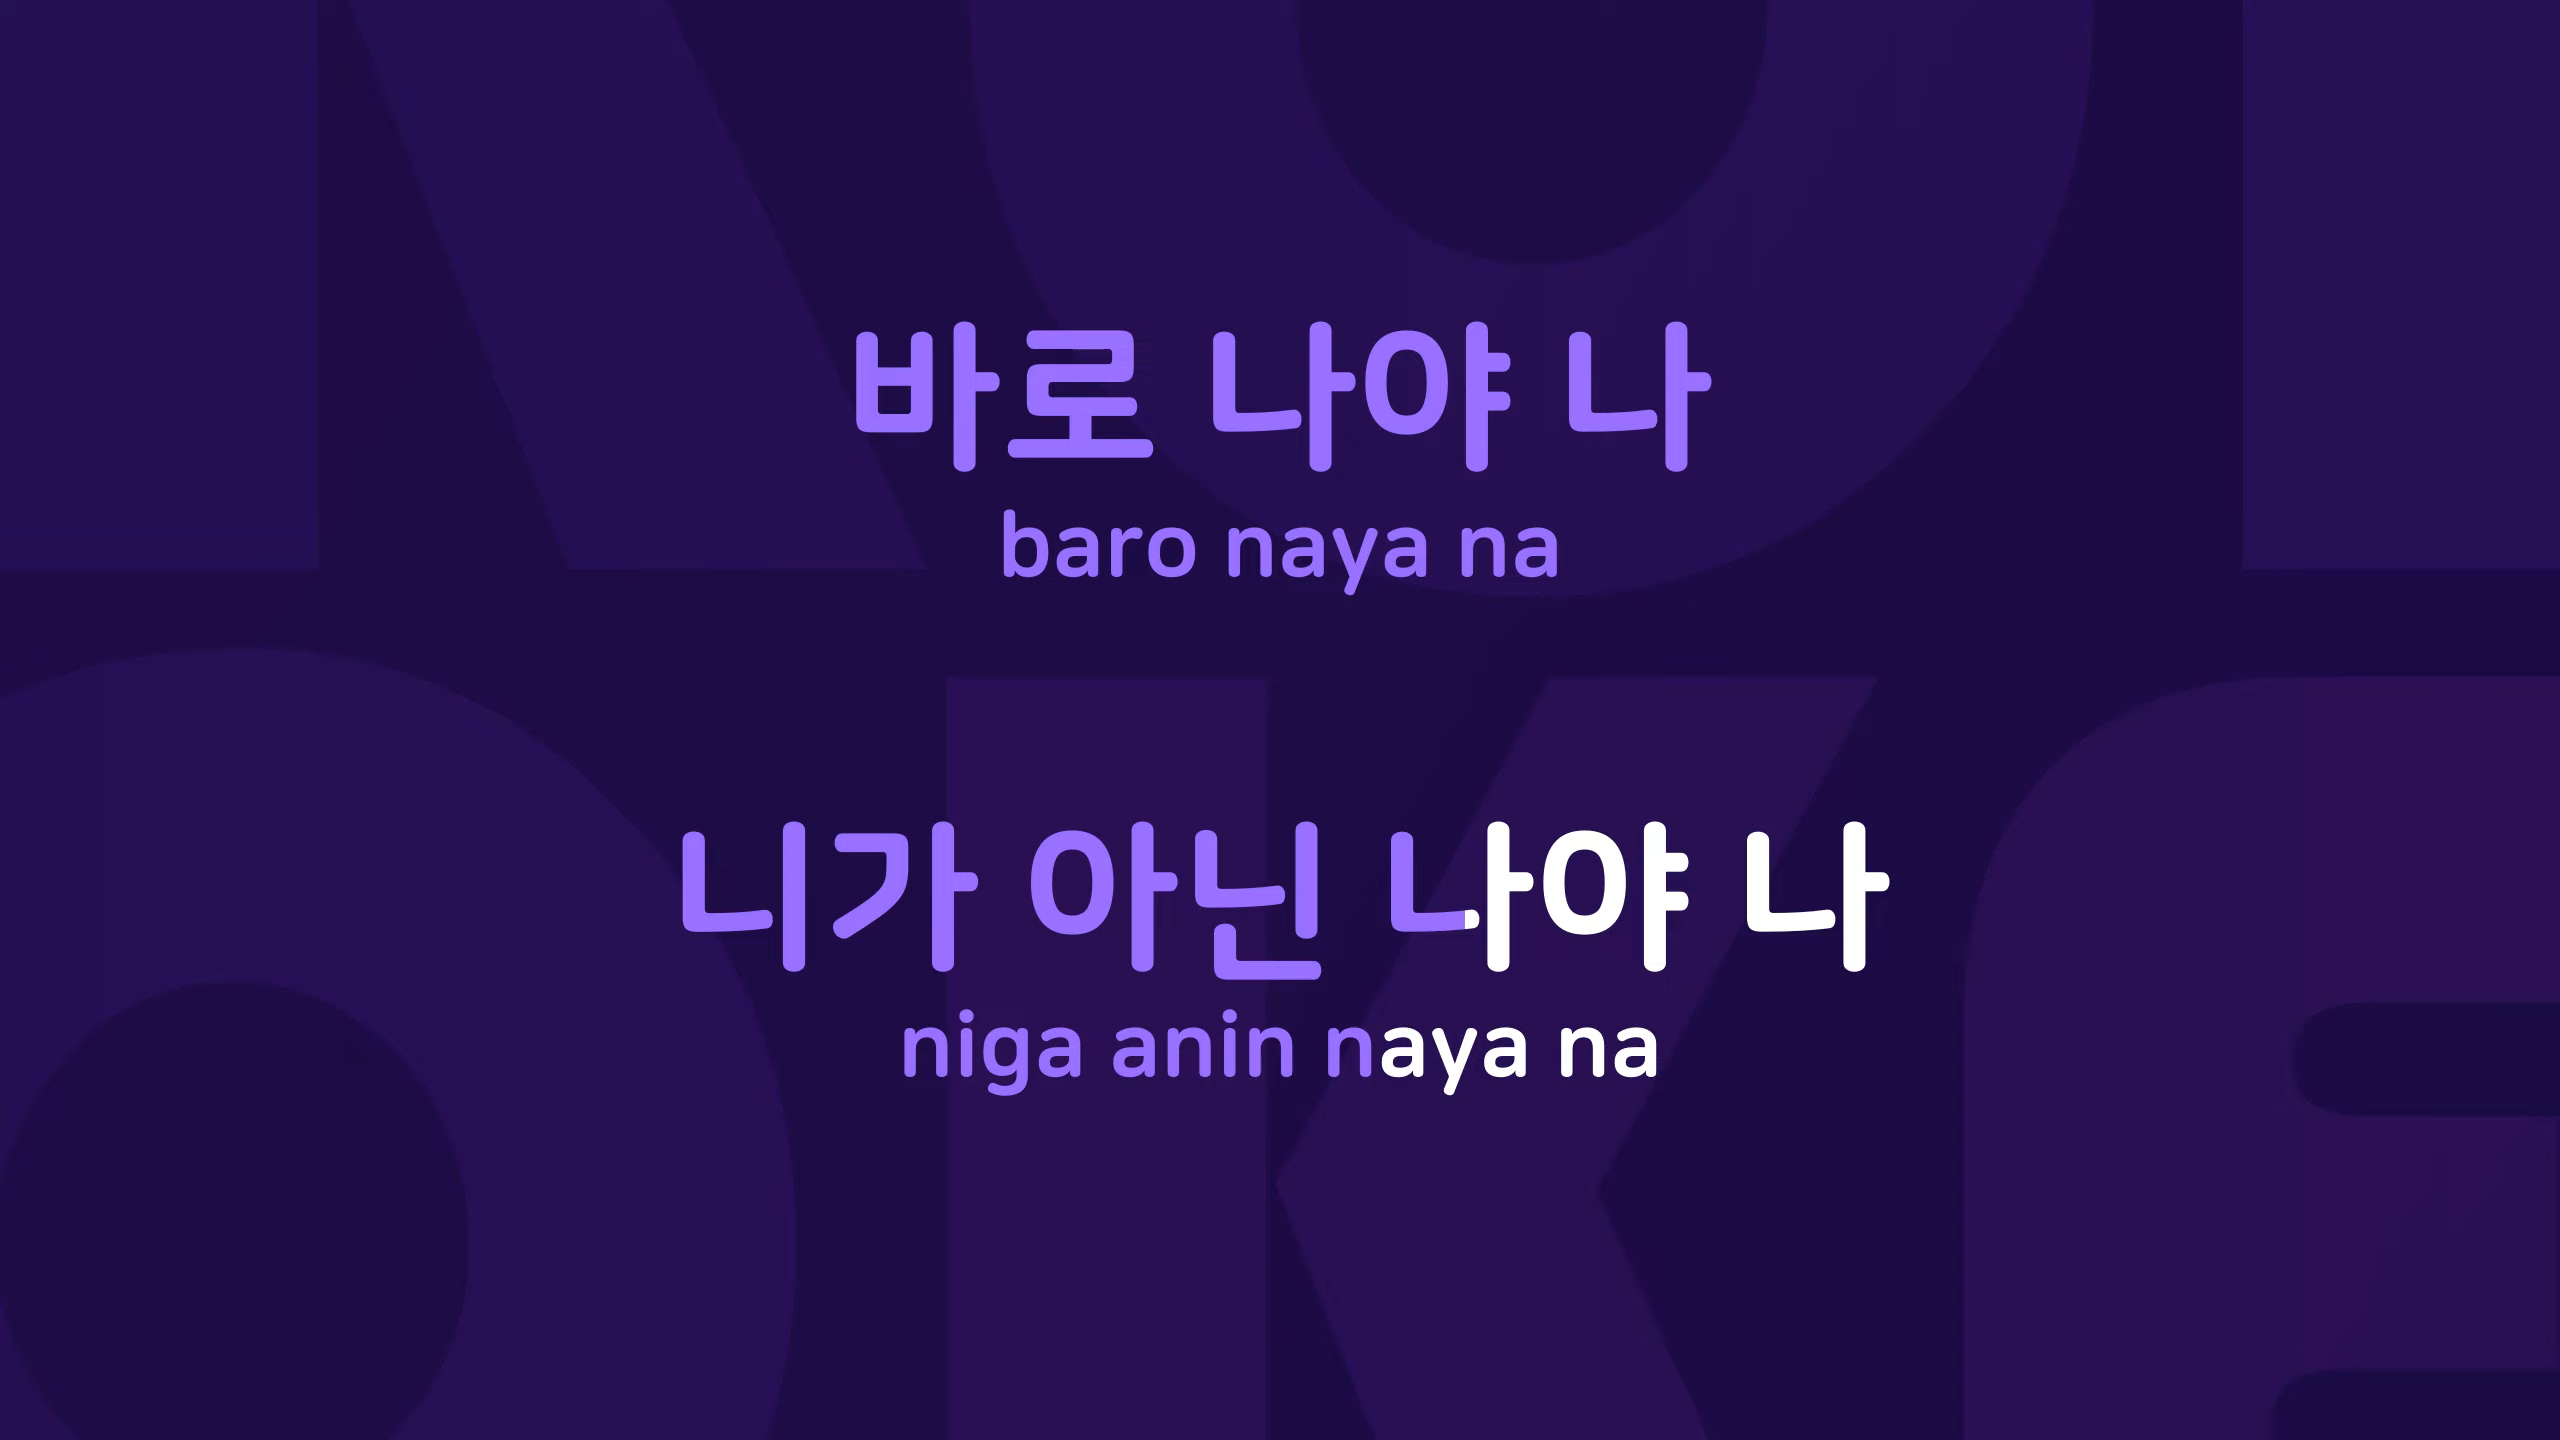 바로 나야 나
baro naya na
니가 아닌 나야 나
niga anin naya na